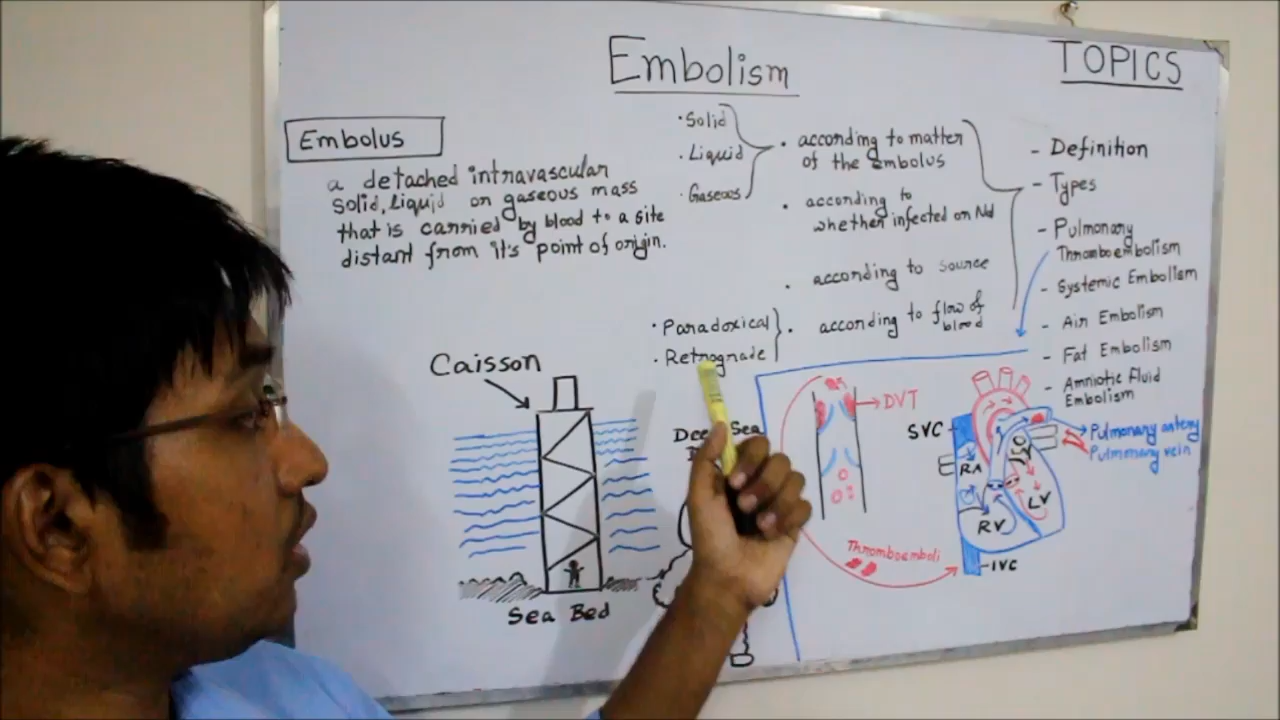 Embolism
TOPICS
Embolus
a detached intravascular
solid, liquid or gaseous mass
that is carried by blood to a site
distant from it's point of origin.
· Solid
· Liquid
· Gaseous
· according to matter
of the embolus
· according to
whether infected or Not
· according to source
· according to flow of
blood
· Paradoxical
· Retrograde
- Definition
- Types
- Pulmonary
Thromboembolism
- Systemic Embolism
- Air Embolism
- Fat Embolism
- Amniotic fluid
Embolism
Caisson
Sea Bed
Sea
DVT
Thromboemboli
SVC
RA
RV
LV
IVC
Pulmonary artery
Pulmonary vein